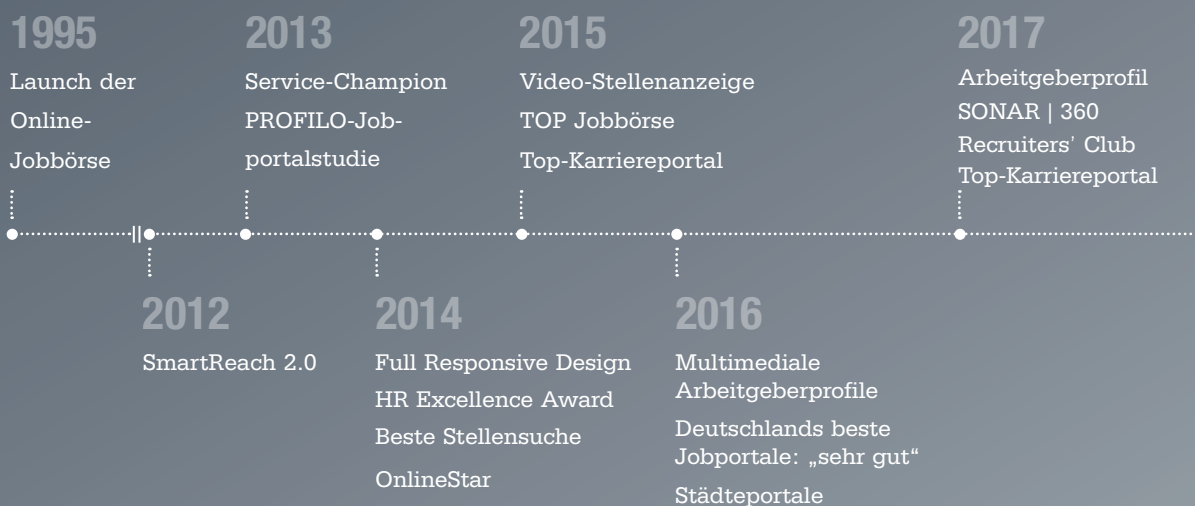 1995
Launch der
Online-
Jobbörse
2012
SmartReach 2.0
2013
Service-Champion
PROFILO-Job-
portalstudie
2014
Full Responsive Design
HR Excellence Award
Beste Stellensuche
OnlineStar
2015
Video-Stellenanzeige
TOP Jobbörse
Top-Karriereportal
2016
Multimediale
Arbeitgeberprofile
Deutschlands beste
Jobportale: „sehr gut“
Städteportale
2017
Arbeitgeberprofil
SONAR | 360
Recruiters’ Club
Top-Karriereportal